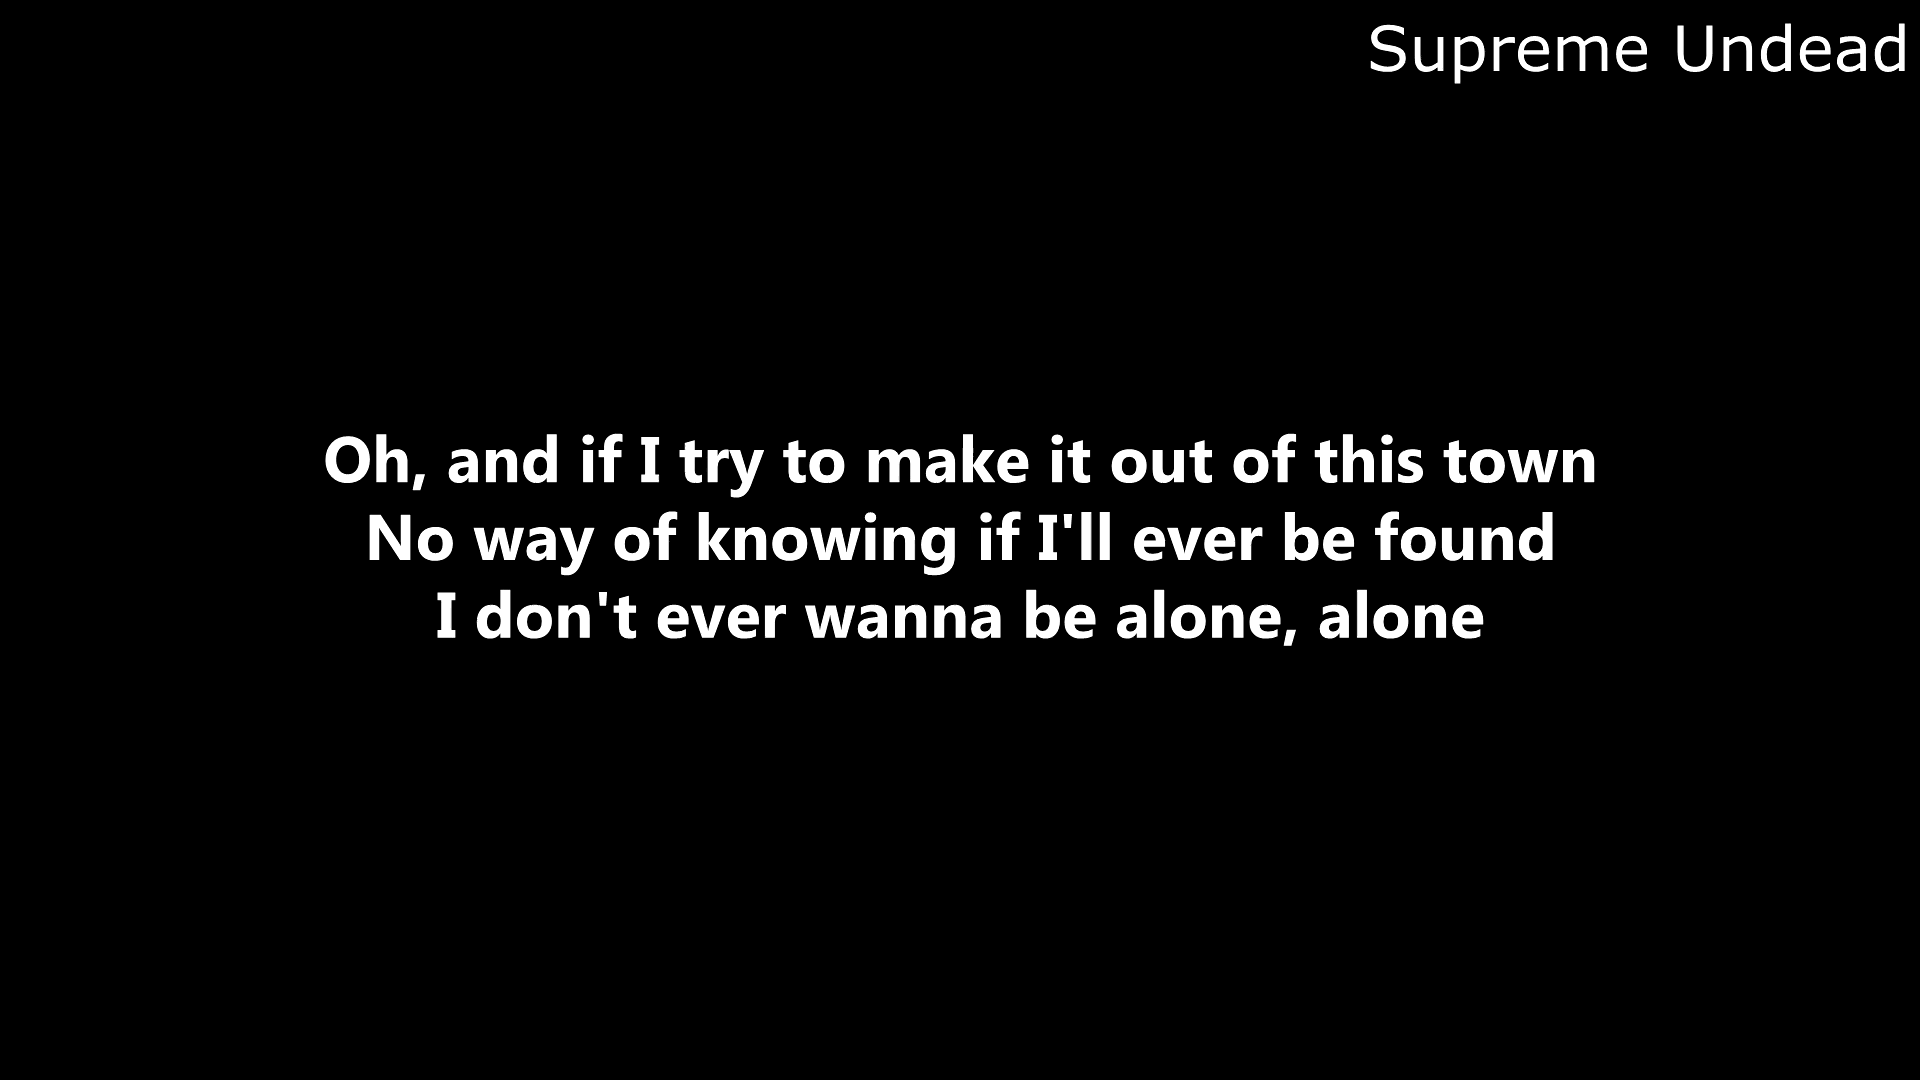 Supreme Undead
Oh, and if I try to make it out of this town
No way of knowing if I'll ever be found
I don't ever wanna be alone, alone